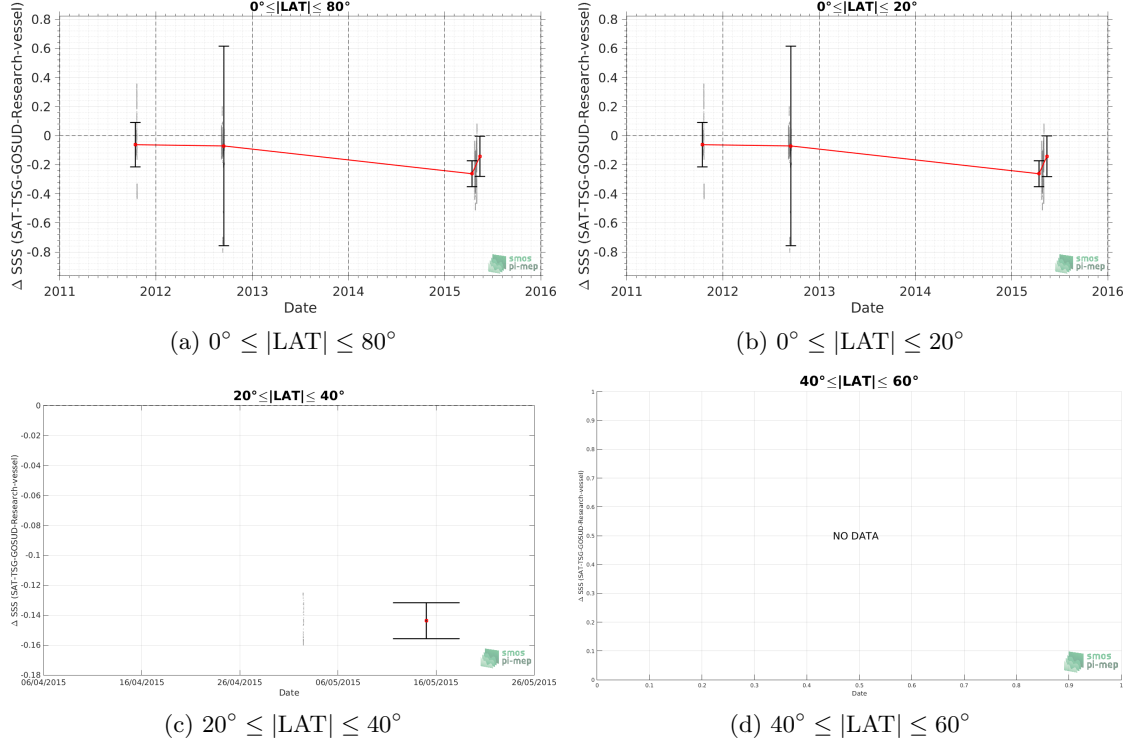 0°≤|LAT|≤ 80°
Δ SSS (SAT-TSG-GOSUD-Research-vessel)
0.8
0.6
0.4
0.2
0
-0.2
-0.4
-0.6
-0.8
2011 2012 2013 2014 2015 2016
Date
smos
pi-mep
(a) 0° ≤ |LAT| ≤ 80°
0°≤|LAT|≤ 20°
Δ SSS (SAT-TSG-GOSUD-Research-vessel)
0.8
0.6
0.4
0.2
0
-0.2
-0.4
-0.6
-0.8
2011 2012 2013 2014 2015 2016
Date
smos
pi-mep
(b) 0° ≤ |LAT| ≤ 20°
20°≤|LAT|≤ 40°
Δ SSS (SAT-TSG-GOSUD-Research-vessel)
0
-0.02
-0.04
-0.06
-0.08
-0.1
-0.12
-0.14
-0.16
-0.18
06/04/2015 16/04/2015 26/04/2015 06/05/2015 16/05/2015 26/05/2015
Date
smos
pi-mep
(c) 20° ≤ |LAT| ≤ 40°
40°≤|LAT|≤ 60°
Δ SSS (SAT-TSG-GOSUD-Research-vessel)
1
0.9
0.8
0.7
0.6
0.5
0.4
0.3
0.2
0.1
0
NO DATA
0 0.1 0.2 0.3 0.4 0.5 0.6 0.7 0.8 0.9 1
Date
smos
pi-mep
(d) 40° ≤ |LAT| ≤ 60°